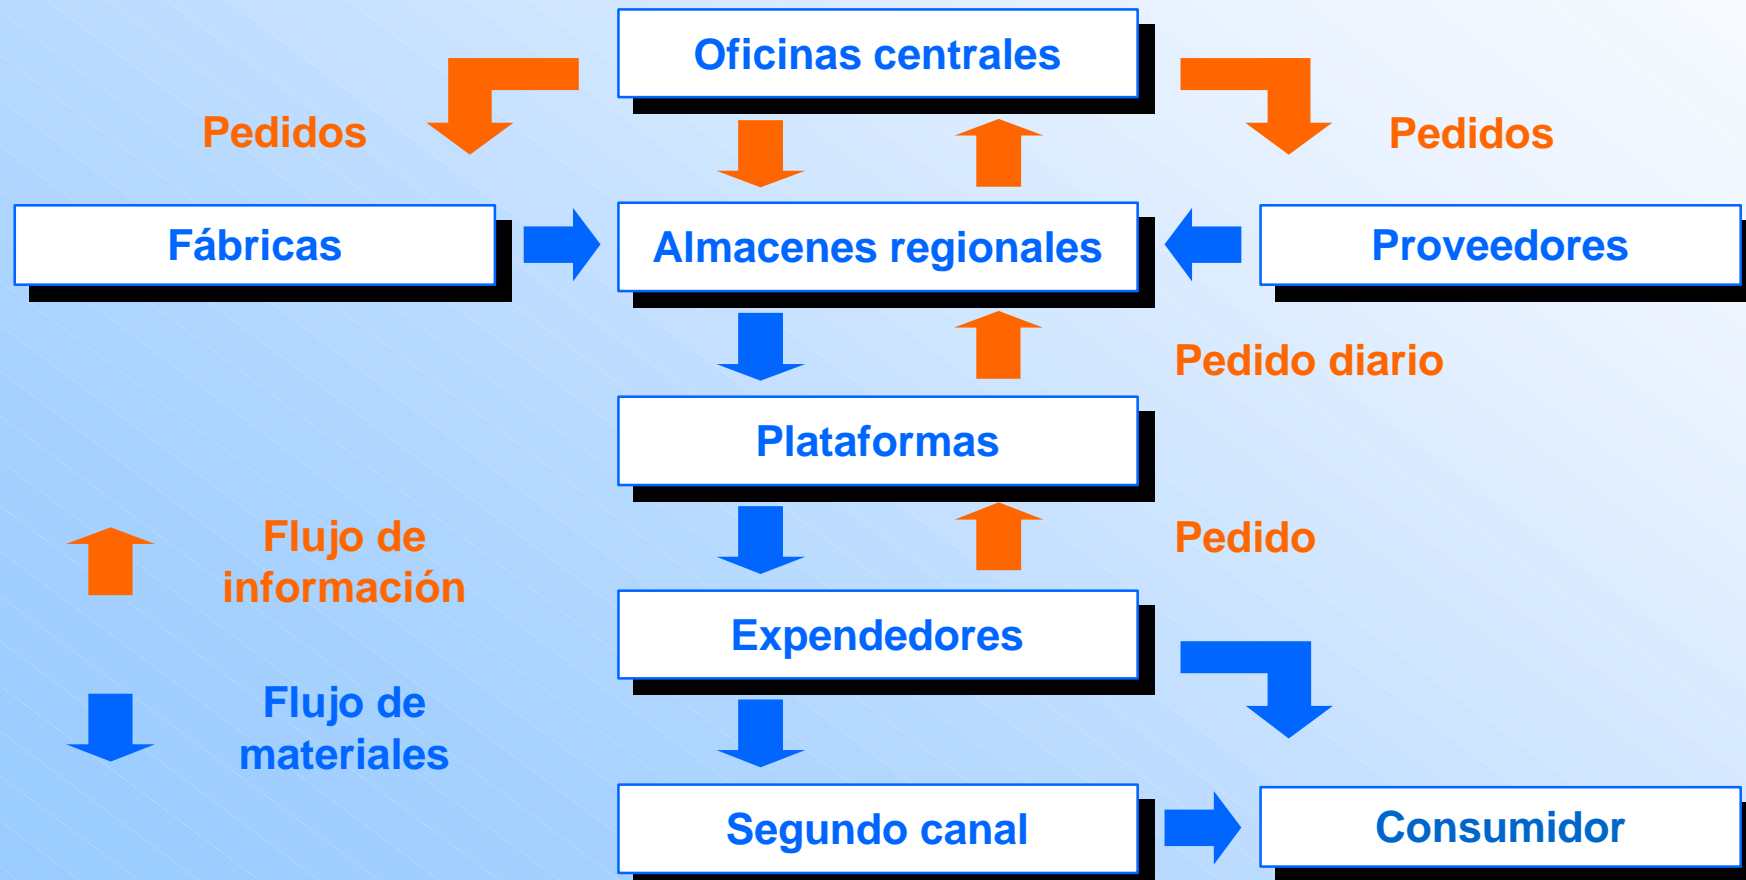 Oficinas centrales
Pedidos
Pedidos
Fábricas
Almacenes regionales
Proveedores
Pedido diario
Plataformas
Flujo de
información
Pedido
Expendedores
Flujo de
materiales
Segundo canal
Consumidor